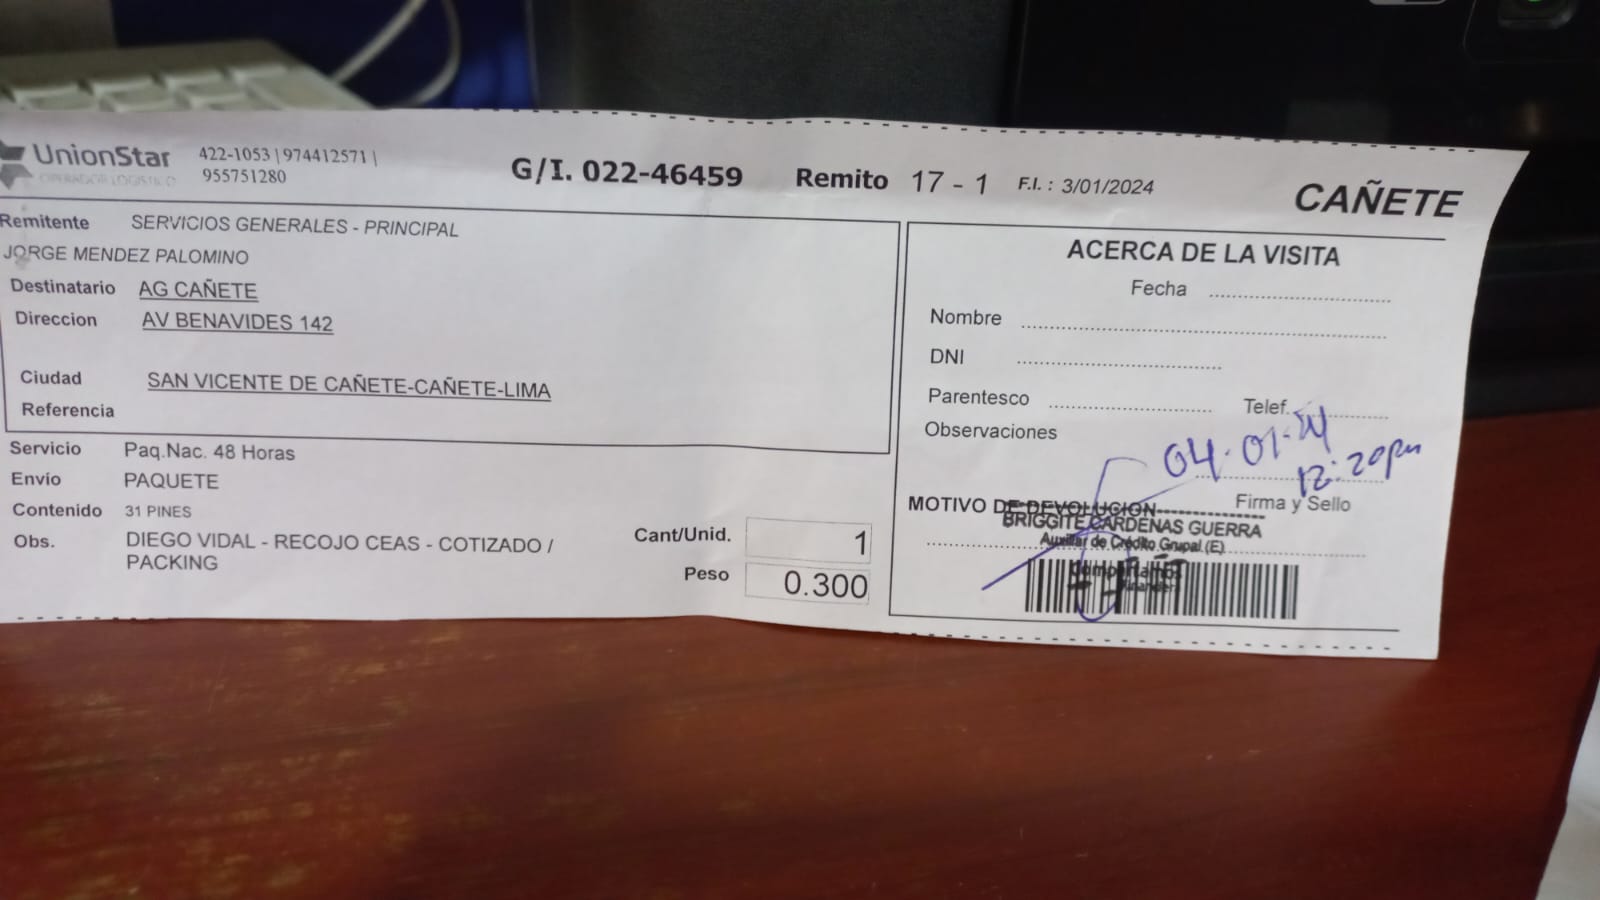 UnionStar
OPERADOR LOGISTICO
422-1053 | 974412571 |
955751280
G/I. 022-46459 Remito 17 - 1 F.I. : 3/01/2024 CAÑETE
Remitente SERVICIOS GENERALES - PRINCIPAL
JORGE MENDEZ PALOMINO
Destinatario AG CAÑETE
Direccion AV BENAVIDES 142
Ciudad SAN VICENTE DE CAÑETE-CAÑETE-LIMA
Referencia
Servicio Paq.Nac. 48 Horas
Envío PAQUETE
Contenido 31 PINES
Obs. DIEGO VIDAL - RECOJO CEAS - COTIZADO /
PACKING
Cant/Unid. 1
Peso 0.300
ACERCA DE LA VISITA
Fecha
Nombre
DNI
Parentesco Telef.
Observaciones
04.01.24
12:20pm
Firma y Sello
MOTIVO DE DEVOLUCION
BRIGGITE CARDENAS GUERRA
Auxiliar de Crédito Grupal (E)
Compartamos
financiera